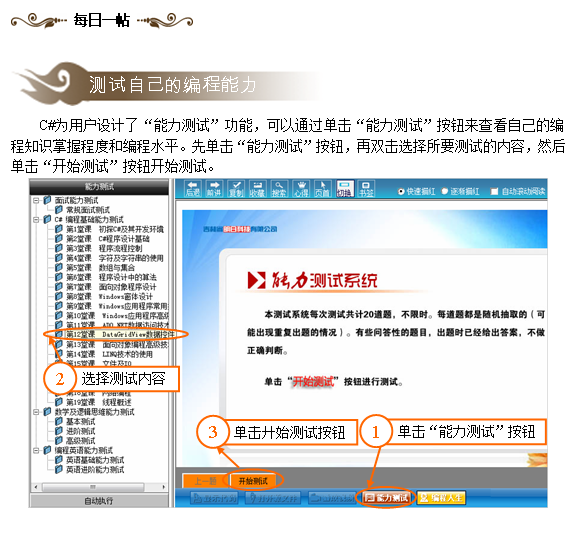 每日一帖
测试自己的编程能力
C#为用户设计了“能力测试”功能，可以通过单击“能力测试”按钮来查看自己的编
程知识掌握程度和编程水平。先单击“能力测试”按钮，再双击选择所要测试的内容，然后
单击“开始测试”按钮开始测试。
能力测试
后退 前进 复制 收藏 搜索 心得 页首 切换 书签 快速偏红 逐渐偏红 自动滚动阅读
面试能力测试
常规面试测试
C# 编程基础能力测试
第1堂课 初探C#及其开发环境
第2堂课 C#程序设计基础
第3堂课 程序流程控制
第4堂课 字符及字符串的使用
第5堂课 数组与集合
第6堂课 程序设计中的算法
第7堂课 面向对象程序设计
第8堂课 Windows窗体设计
第9堂课 Windows应用程序常用
第10堂课 Windows应用程序高级
第11堂课 ADO.NET数据访问技术
第12堂课 DataGridView数据控件
第13堂课 面向对象编程高级技
第14堂课 LINQ技术的使用
第15堂课 文件及IO
2 选择测试内容
第18堂课 网络编程
第19堂课 线程概述
数学及逻辑思维能力测试
基本测试
进阶测试
高级测试
编程英语能力测试
英语基础能力测试
英语进阶能力测试
自动执行
吉林省明日科技有限公司
能力测试系统
本测试系统每次测试共计20道题，不限时。每道题都是随机抽取的（可
能出现重复出题的情况）。有些问答性的题目，出题时已经给出答案，不做
正确判断。
单击“开始测试”按钮进行测试。
3 单击开始测试按钮
1 单击“能力测试”按钮
上一题 开始测试
能力测试 编程人生